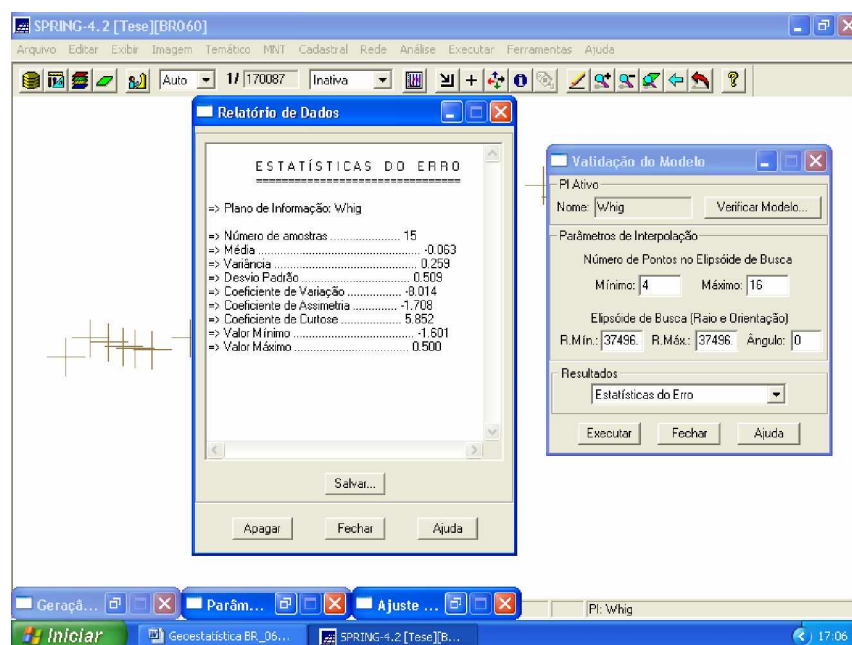 SPRING-4.2 [Tese][BR060]
Arquivo Editar Exibir Imagem Temático MNT Cadastral Rede Análise Executar Ferramentas Ajuda
Auto 1/ 170087 Inativa
Relatório de Dados
ESTATÍSTICAS DO ERRO
================================
=> Plano de Informação: Whig
=> Número de amostras ..................... 15
=> Média ............................................. -0.063
=> Variância ........................................ 0.259
=> Desvio Padrão ................................ 0.509
=> Coeficiente de Variação ............... -8.014
=> Coeficiente de Assimetria ............ -1.708
=> Coeficiente de Curtose ................ 5.852
=> Valor Mínimo .................................. -1.601
=> Valor Máximo ................................. 0.500
Salvar...
Apagar Fechar Ajuda
Validação do Modelo
PI Ativo
Nome: Whig Verificar Modelo...
Parâmetros de Interpolação
Número de Pontos no Elipsóide de Busca
Mínimo: 4 Máximo: 16
Elipsóide de Busca (Raio e Orientação)
R.Mín.: 37496. R.Máx.: 37496. Ângulo: 0
Resultados
Estatísticas do Erro
Executar Fechar Ajuda
Geraçã... Parâm... Ajuste ...
PI: Whig
Iniciar Geoestatística BR_06... SPRING-4.2 [Tese][B... 17:06